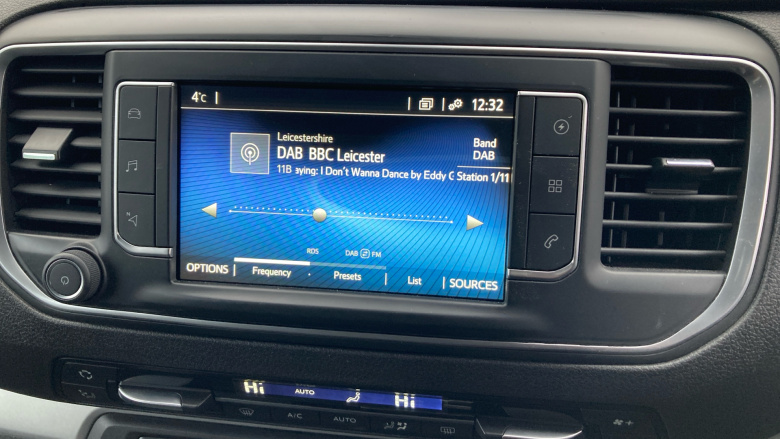 4°C 12:32
Leicestershire
DAB BBC Leicester
Band
DAB
11B aying: I Don't Wanna Dance by Eddy G Station 1/11
RDS DAB FM
OPTIONS Frequency Presets List SOURCES
Hi AUTO Hi
A/C AUTO